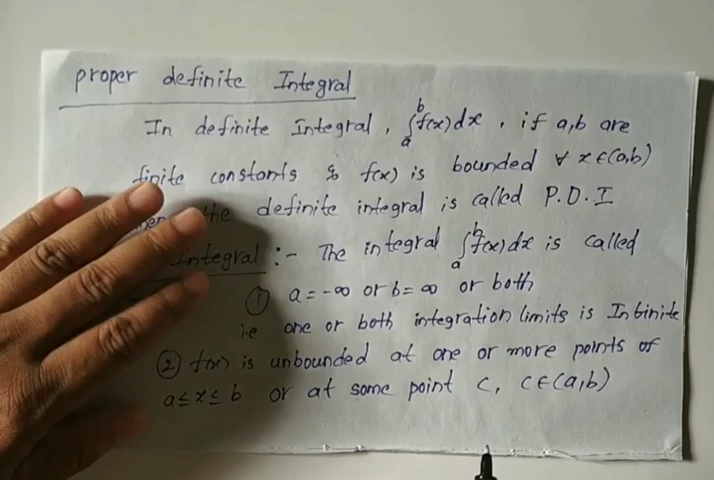 proper definite Integral
In definite Integral, ∫ₐᵇ f(x)dx, if a,b are
finite constants & f(x) is bounded ∀ x∈(a,b)
the definite integral is called P.D.I
Integral :- The integral ∫ₐᵇ f(x)dx is called
① a=-∞ or b=∞ or both
i.e one or both integration limits is Infinite
② f(x) is unbounded at one or more points of
a≤x≤b or at some point c, c∈(a,b)